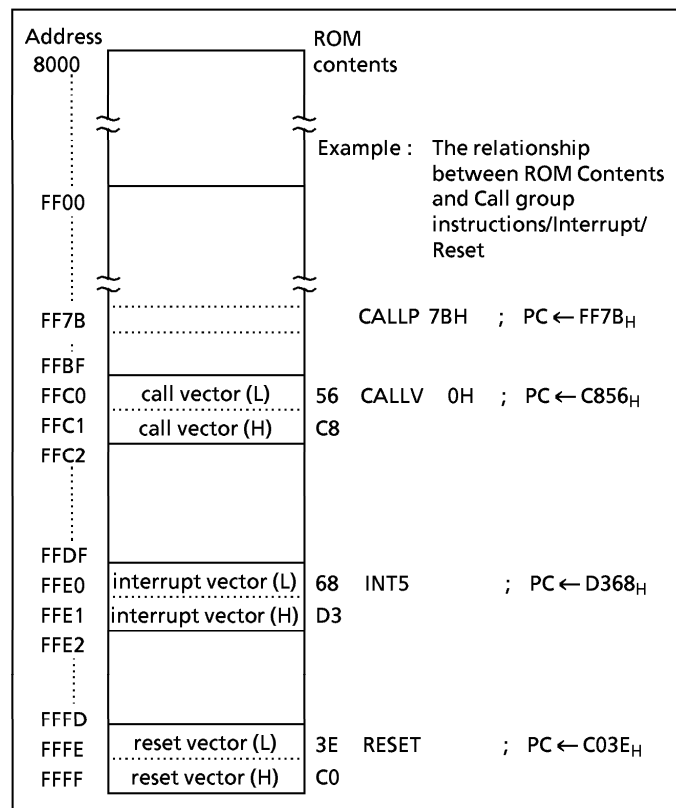 Address ROM
8000 contents
Example : The relationship
between ROM Contents
and Call group
instructions/Interrupt/
Reset
FF00
FF7B CALLP 7BH ; PC ← FF7BH
FFBF
FFC0 call vector (L) 56 CALLV 0H ; PC ← C856H
FFC1 call vector (H) C8
FFC2
FFDF
FFE0 interrupt vector (L) 68 INT5 ; PC ← D368H
FFE1 interrupt vector (H) D3
FFE2
FFFD
FFFE reset vector (L) 3E RESET ; PC ← C03EH
FFFF reset vector (H) C0